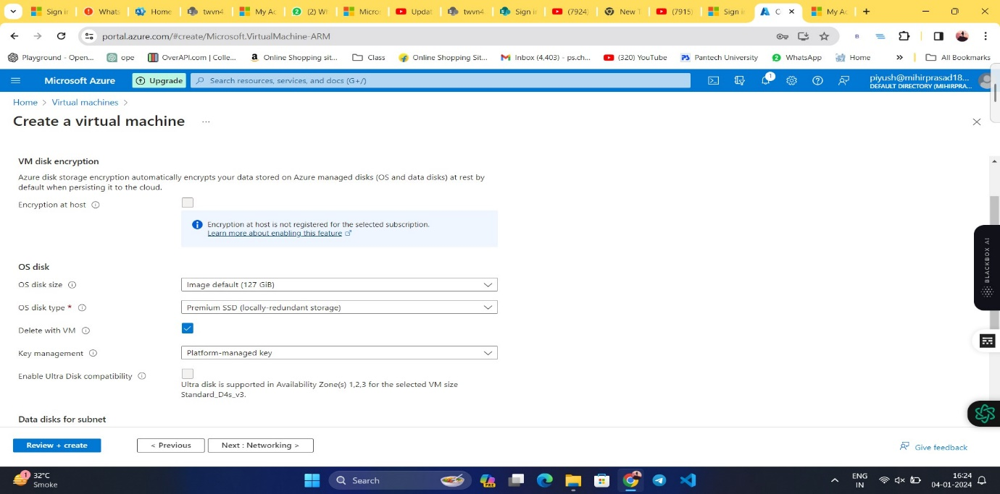 Sign in
Whats
Home
twvn4
My Ac
(2) Wh
Micros
Updat
twvn4
Sign in
(7924)
New T
(7915)
Sign in
C
My Ac
portal.azure.com/#create/Microsoft.VirtualMachine-ARM
Playground - Open...
ope
OverAPI.com | Colle...
Online Shopping sit...
Class
Online Shopping Sit...
Inbox (4,403) - ps.ch...
(320) YouTube
PS
Pantech University
WhatsApp
Home
»
All Bookmarks
Microsoft Azure
Upgrade
Search resources, services, and docs (G+/)
1
piyush@mihirprasad18...
DEFAULT DIRECTORY (MIHIRPRA...
Home > Virtual machines >
Create a virtual machine ...
VM disk encryption
Azure disk storage encryption automatically encrypts your data stored on Azure managed disks (OS and data disks) at rest by
default when persisting it to the cloud.
Encryption at host
Encryption at host is not registered for the selected subscription.
Learn more about enabling this feature
BLACKBOX AI
OS disk
OS disk size
Image default (127 GiB)
OS disk type *
Premium SSD (locally-redundant storage)
Delete with VM
Key management
Platform-managed key
Enable Ultra Disk compatibility
Ultra disk is supported in Availability Zone(s) 1,2,3 for the selected VM size
Standard_D4s_v3.
Data disks for subnet
Review + create
< Previous
Next : Networking >
Give feedback
1
32°C
Smoke
Search
PRE
ENG
IN
16:24
04-01-2024